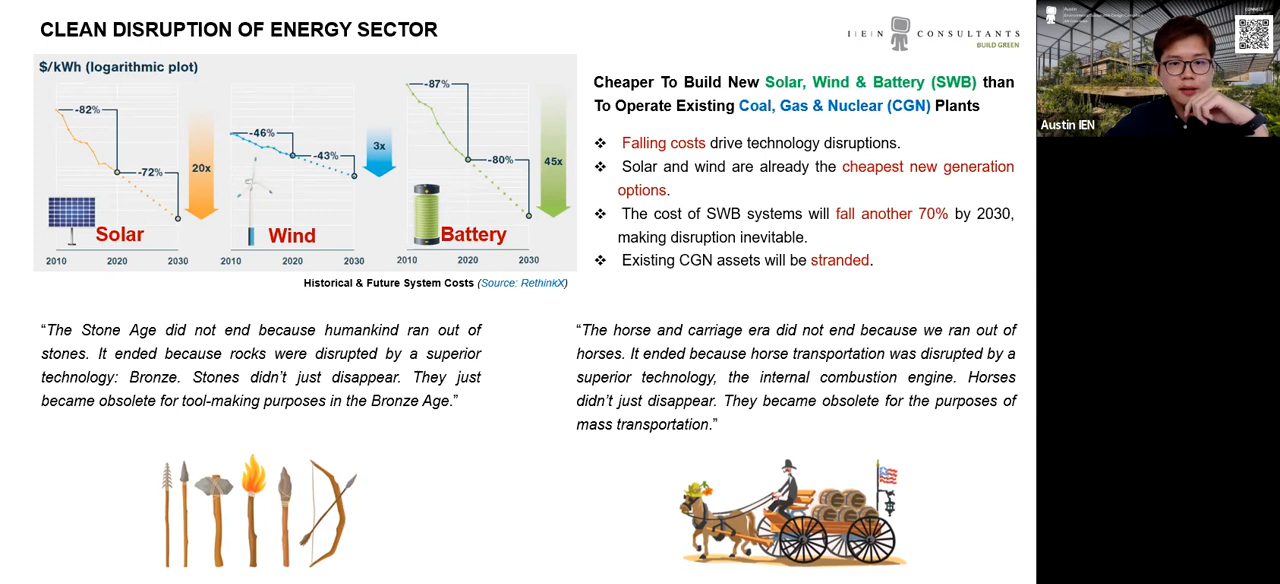 CLEAN DISRUPTION OF ENERGY SECTOR
IEN CONSULTANTS
BUILD GREEN
$/kWh (logarithmic plot)
-82%
-72%
20x
Solar
2010 2020 2030
-46%
-43%
3x
Wind
2010 2020 2030
-87%
-80%
45x
Battery
2010 2020 2030
Historical & Future System Costs (Source: RethinkX)
Cheaper To Build New Solar, Wind & Battery (SWB) than
To Operate Existing Coal, Gas & Nuclear (CGN) Plants
❖ Falling costs drive technology disruptions.
❖ Solar and wind are already the cheapest new generation
options.
❖ The cost of SWB systems will fall another 70% by 2030,
making disruption inevitable.
❖ Existing CGN assets will be stranded.
“The Stone Age did not end because humankind ran out of
stones. It ended because rocks were disrupted by a superior
technology: Bronze. Stones didn’t just disappear. They just
became obsolete for tool-making purposes in the Bronze Age.”
“The horse and carriage era did not end because we ran out of
horses. It ended because horse transportation was disrupted by a
superior technology, the internal combustion engine. Horses
didn’t just disappear. They became obsolete for the purposes of
mass transportation.”
Austin
CONNECT
Austin IEN